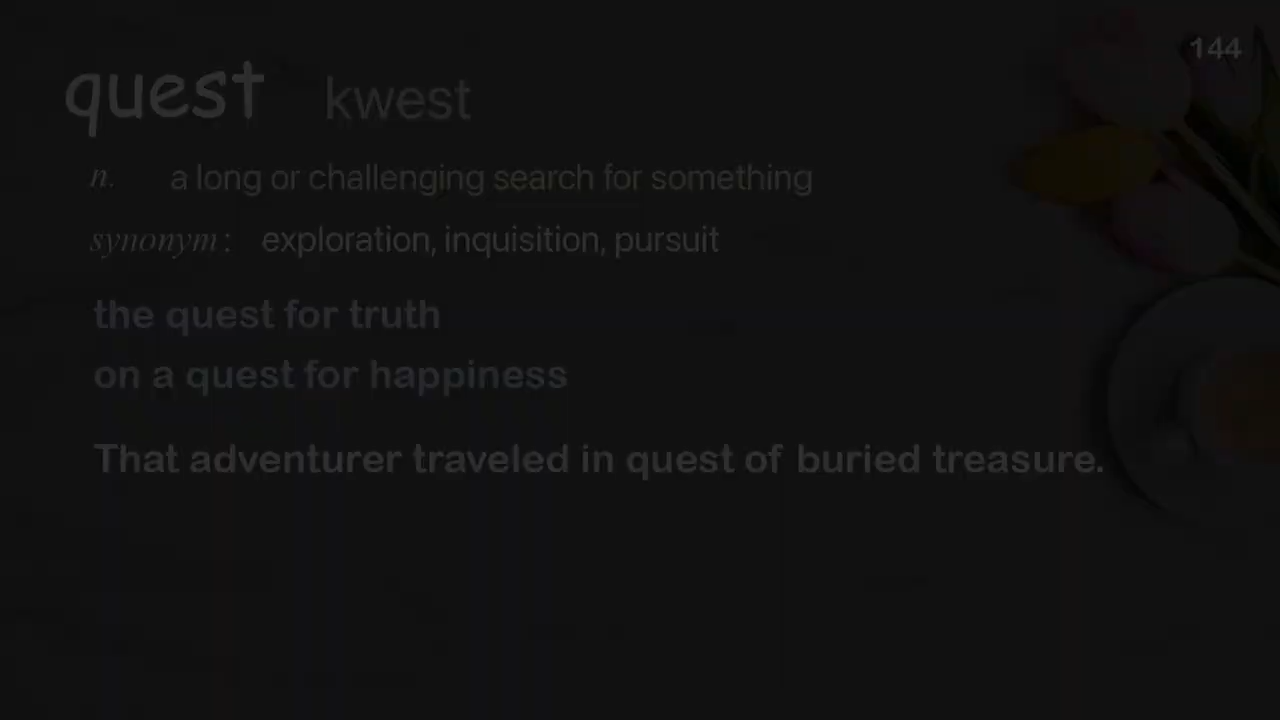 144
quest kwest
n. a long or challenging search for something
synonym: exploration, inquisition, pursuit
the quest for truth
on a quest for happiness
That adventurer traveled in quest of buried treasure.